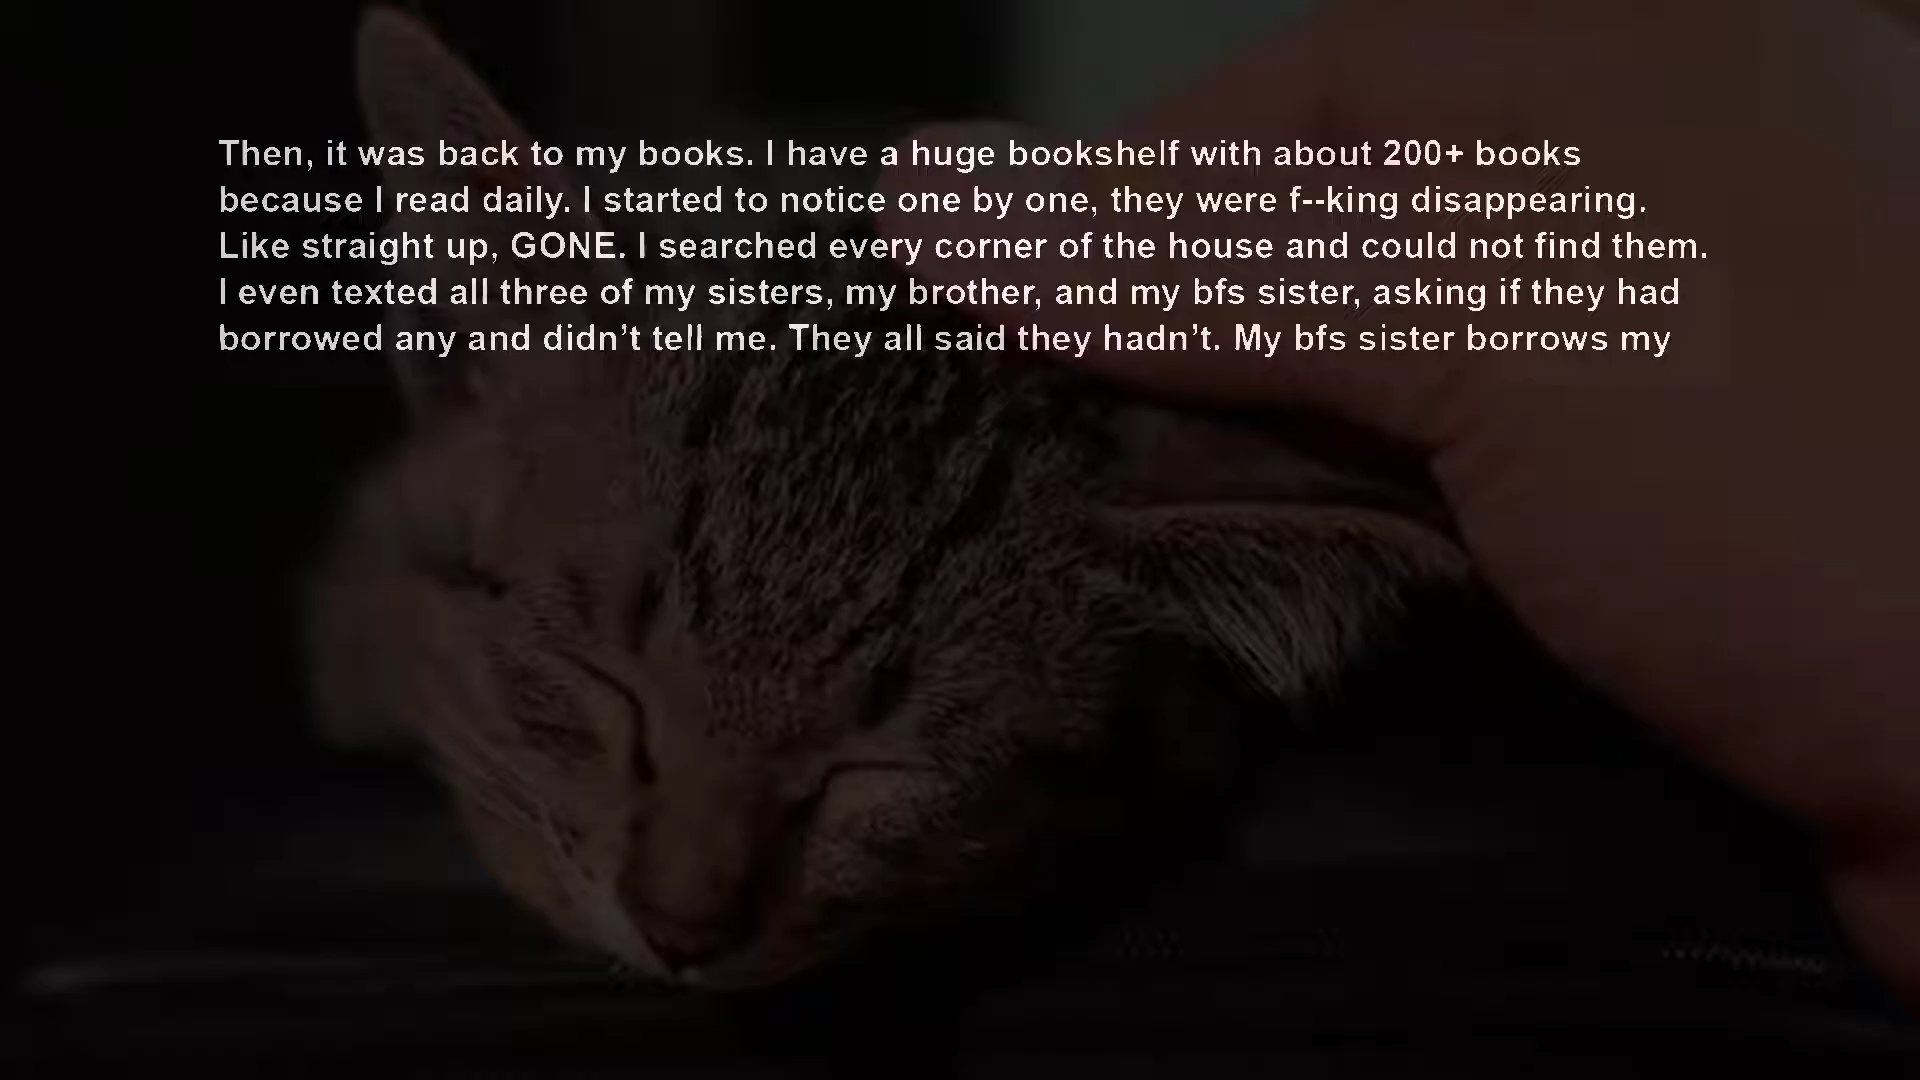 Then, it was back to my books. I have a huge bookshelf with about 200+ books
because I read daily. I started to notice one by one, they were f--king disappearing.
Like straight up, GONE. I searched every corner of the house and could not find them.
I even texted all three of my sisters, my brother, and my bfs sister, asking if they had
borrowed any and didn’t tell me. They all said they hadn’t. My bfs sister borrows my